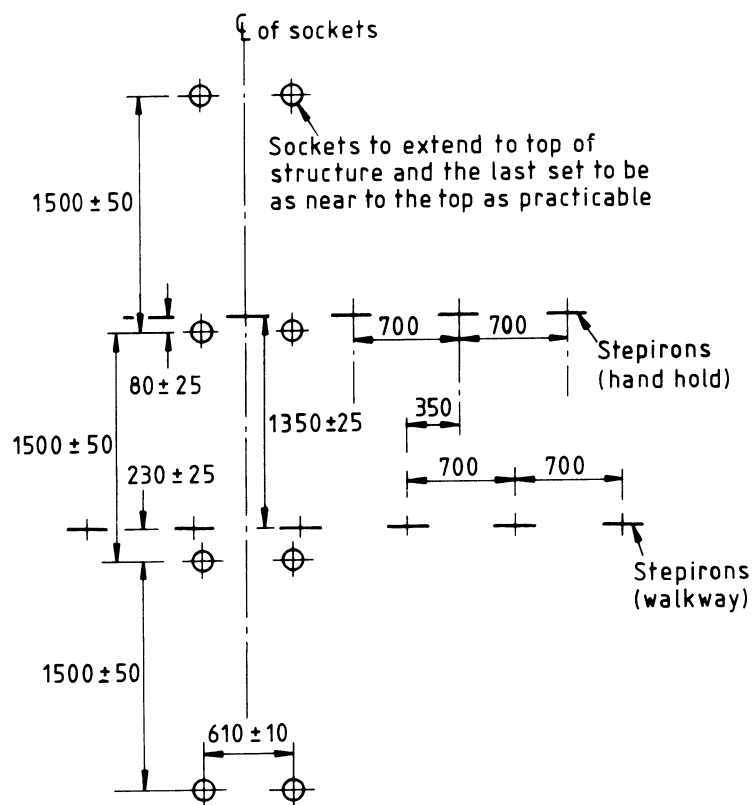 ℄ of sockets
Sockets to extend to top of
structure and the last set to be
as near to the top as practicable
1500 ± 50
700
700
Stepirons
(hand hold)
80 ± 25
350
1350 ± 25
1500 ± 50
230 ± 25
700
700
Stepirons
(walkway)
1500 ± 50
610 ± 10